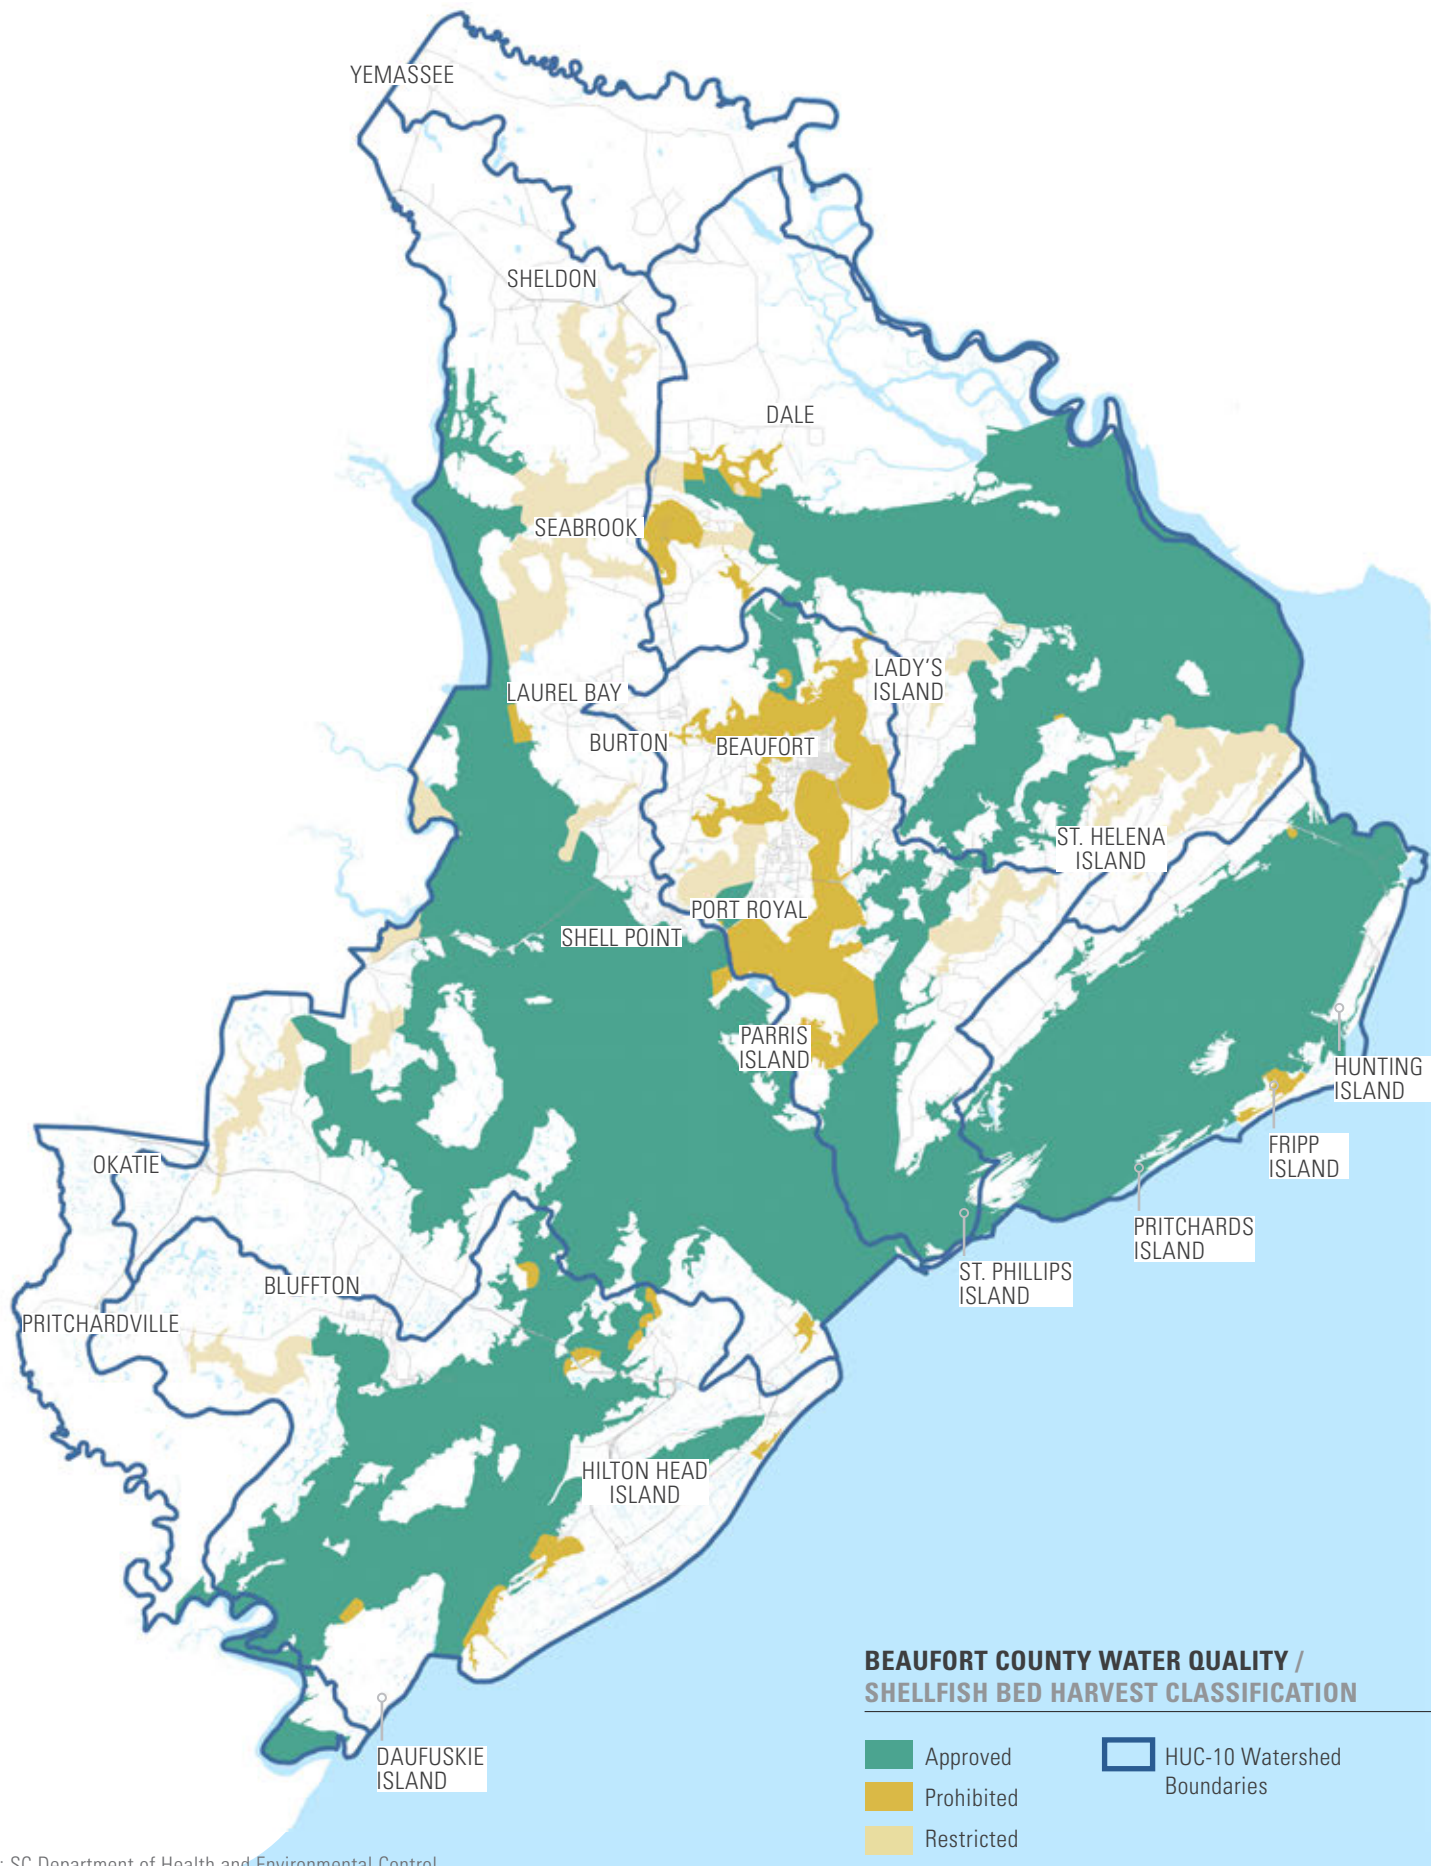 YEMASSEE
SHELDON
DALE
SEABROOK
LADY'S
ISLAND
LAUREL BAY
BURTON
BEAUFORT
ST. HELENA
ISLAND
PORT ROYAL
SHELL POINT
PARRIS
ISLAND
HUNTING
ISLAND
FRIPP
ISLAND
OKATIE
PRITCHARDS
ISLAND
ST. PHILLIPS
ISLAND
BLUFFTON
PRITCHARDVILLE
HILTON HEAD
ISLAND
DAUFUSKIE
ISLAND
BEAUFORT COUNTY WATER QUALITY /
SHELLFISH BED HARVEST CLASSIFICATION
Approved
Prohibited
Restricted
HUC-10 Watershed
Boundaries
: SC Department of Health and Environmental Control